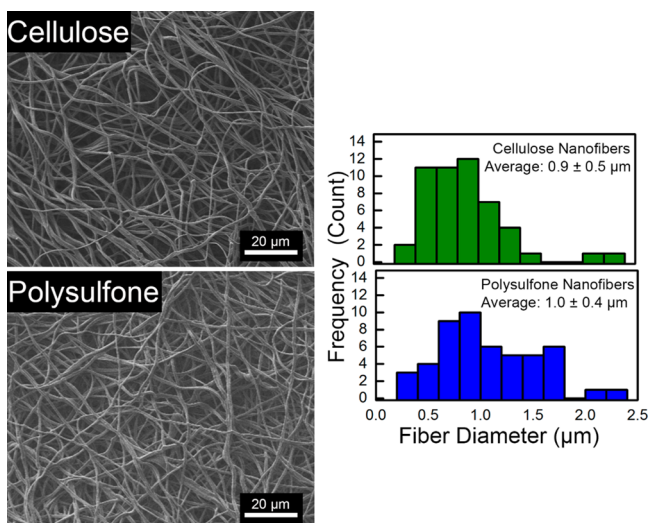 Cellulose
20 µm
Polysulfone
20 µm
Frequency (Count)
14
12
10
8
6
4
2
0
Cellulose Nanofibers
Average: 0.9 ± 0.5 µm
14
12
10
8
6
4
2
0
Polysulfone Nanofibers
Average: 1.0 ± 0.4 µm
0.0 0.5 1.0 1.5 2.0 2.5
Fiber Diameter (µm)